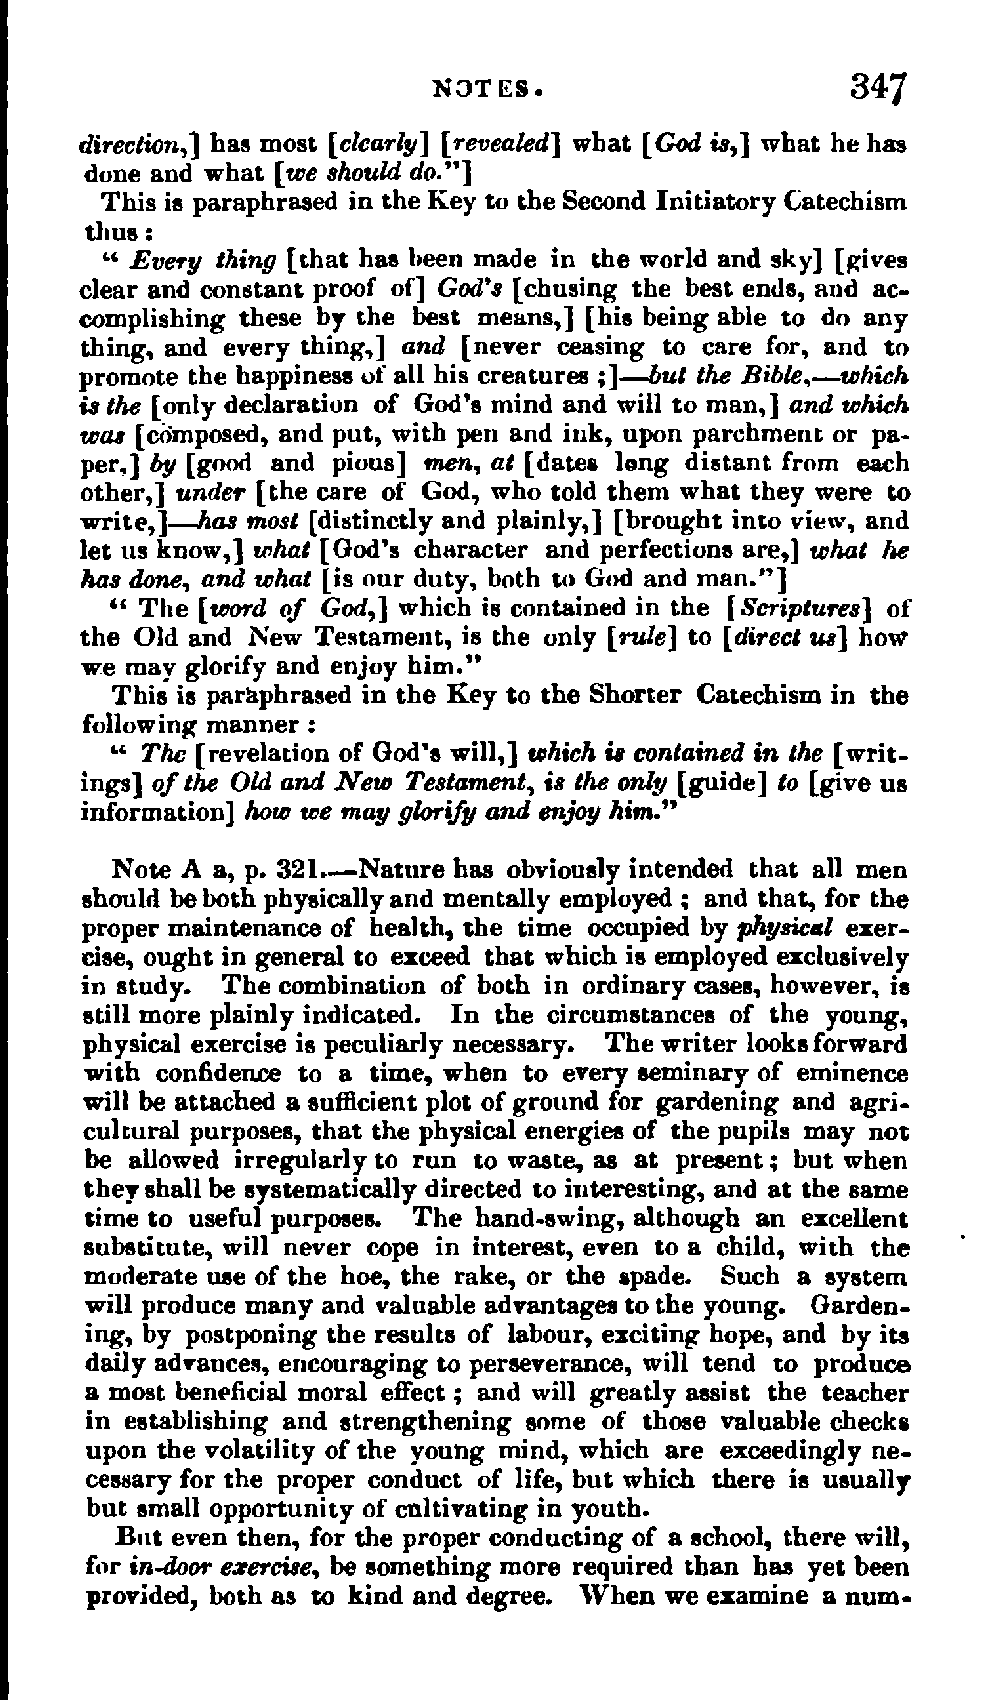 NOTES. 347
direction,] has most [clearly] [revealed] what [God is,] what he has
done and what [we should do."]
This is paraphrased in the Key to the Second Initiatory Catechism
thus :
" Every thing [that has been made in the world and sky] [gives
clear and constant proof of] God's [chusing the best ends, and ac-
complishing these by the best means,] [his being able to do any
thing, and every thing,] and [never ceasing to care for, and to
promote the happiness of all his creatures ;]—but the Bible,—which
is the [only declaration of God's mind and will to man,] and which
was [composed, and put, with pen and ink, upon parchment or pa-
per,] by [good and pious] men, at [dates long distant from each
other,] under [the care of God, who told them what they were to
write,]—has most [distinctly and plainly,] [brought into view, and
let us know,] what [God's character and perfections are,] what he
has done, and what [is our duty, both to God and man."]
" The [word of God,] which is contained in the [Scriptures] of
the Old and New Testament, is the only [rule] to [direct us] how
we may glorify and enjoy him."
This is paraphrased in the Key to the Shorter Catechism in the
following manner :
" The [revelation of God's will,] which is contained in the [writ-
ings] of the Old and New Testament, is the only [guide] to [give us
information] how we may glorify and enjoy him."
Note A a, p. 321.—Nature has obviously intended that all men
should be both physically and mentally employed ; and that, for the
proper maintenance of health, the time occupied by physical exer-
cise, ought in general to exceed that which is employed exclusively
in study. The combination of both in ordinary cases, however, is
still more plainly indicated. In the circumstances of the young,
physical exercise is peculiarly necessary. The writer looks forward
with confidence to a time, when to every seminary of eminence
will be attached a sufficient plot of ground for gardening and agri-
cultural purposes, that the physical energies of the pupils may not
be allowed irregularly to run to waste, as at present ; but when
they shall be systematically directed to interesting, and at the same
time to useful purposes. The hand-swing, although an excellent
substitute, will never cope in interest, even to a child, with the
moderate use of the hoe, the rake, or the spade. Such a system
will produce many and valuable advantages to the young. Garden-
ing, by postponing the results of labour, exciting hope, and by its
daily advances, encouraging to perseverance, will tend to produce
a most beneficial moral effect ; and will greatly assist the teacher
in establishing and strengthening some of those valuable checks
upon the volatility of the young mind, which are exceedingly ne-
cessary for the proper conduct of life, but which there is usually
but small opportunity of cultivating in youth.
But even then, for the proper conducting of a school, there will,
for in-door exercise, be something more required than has yet been
provided, both as to kind and degree. When we examine a num-